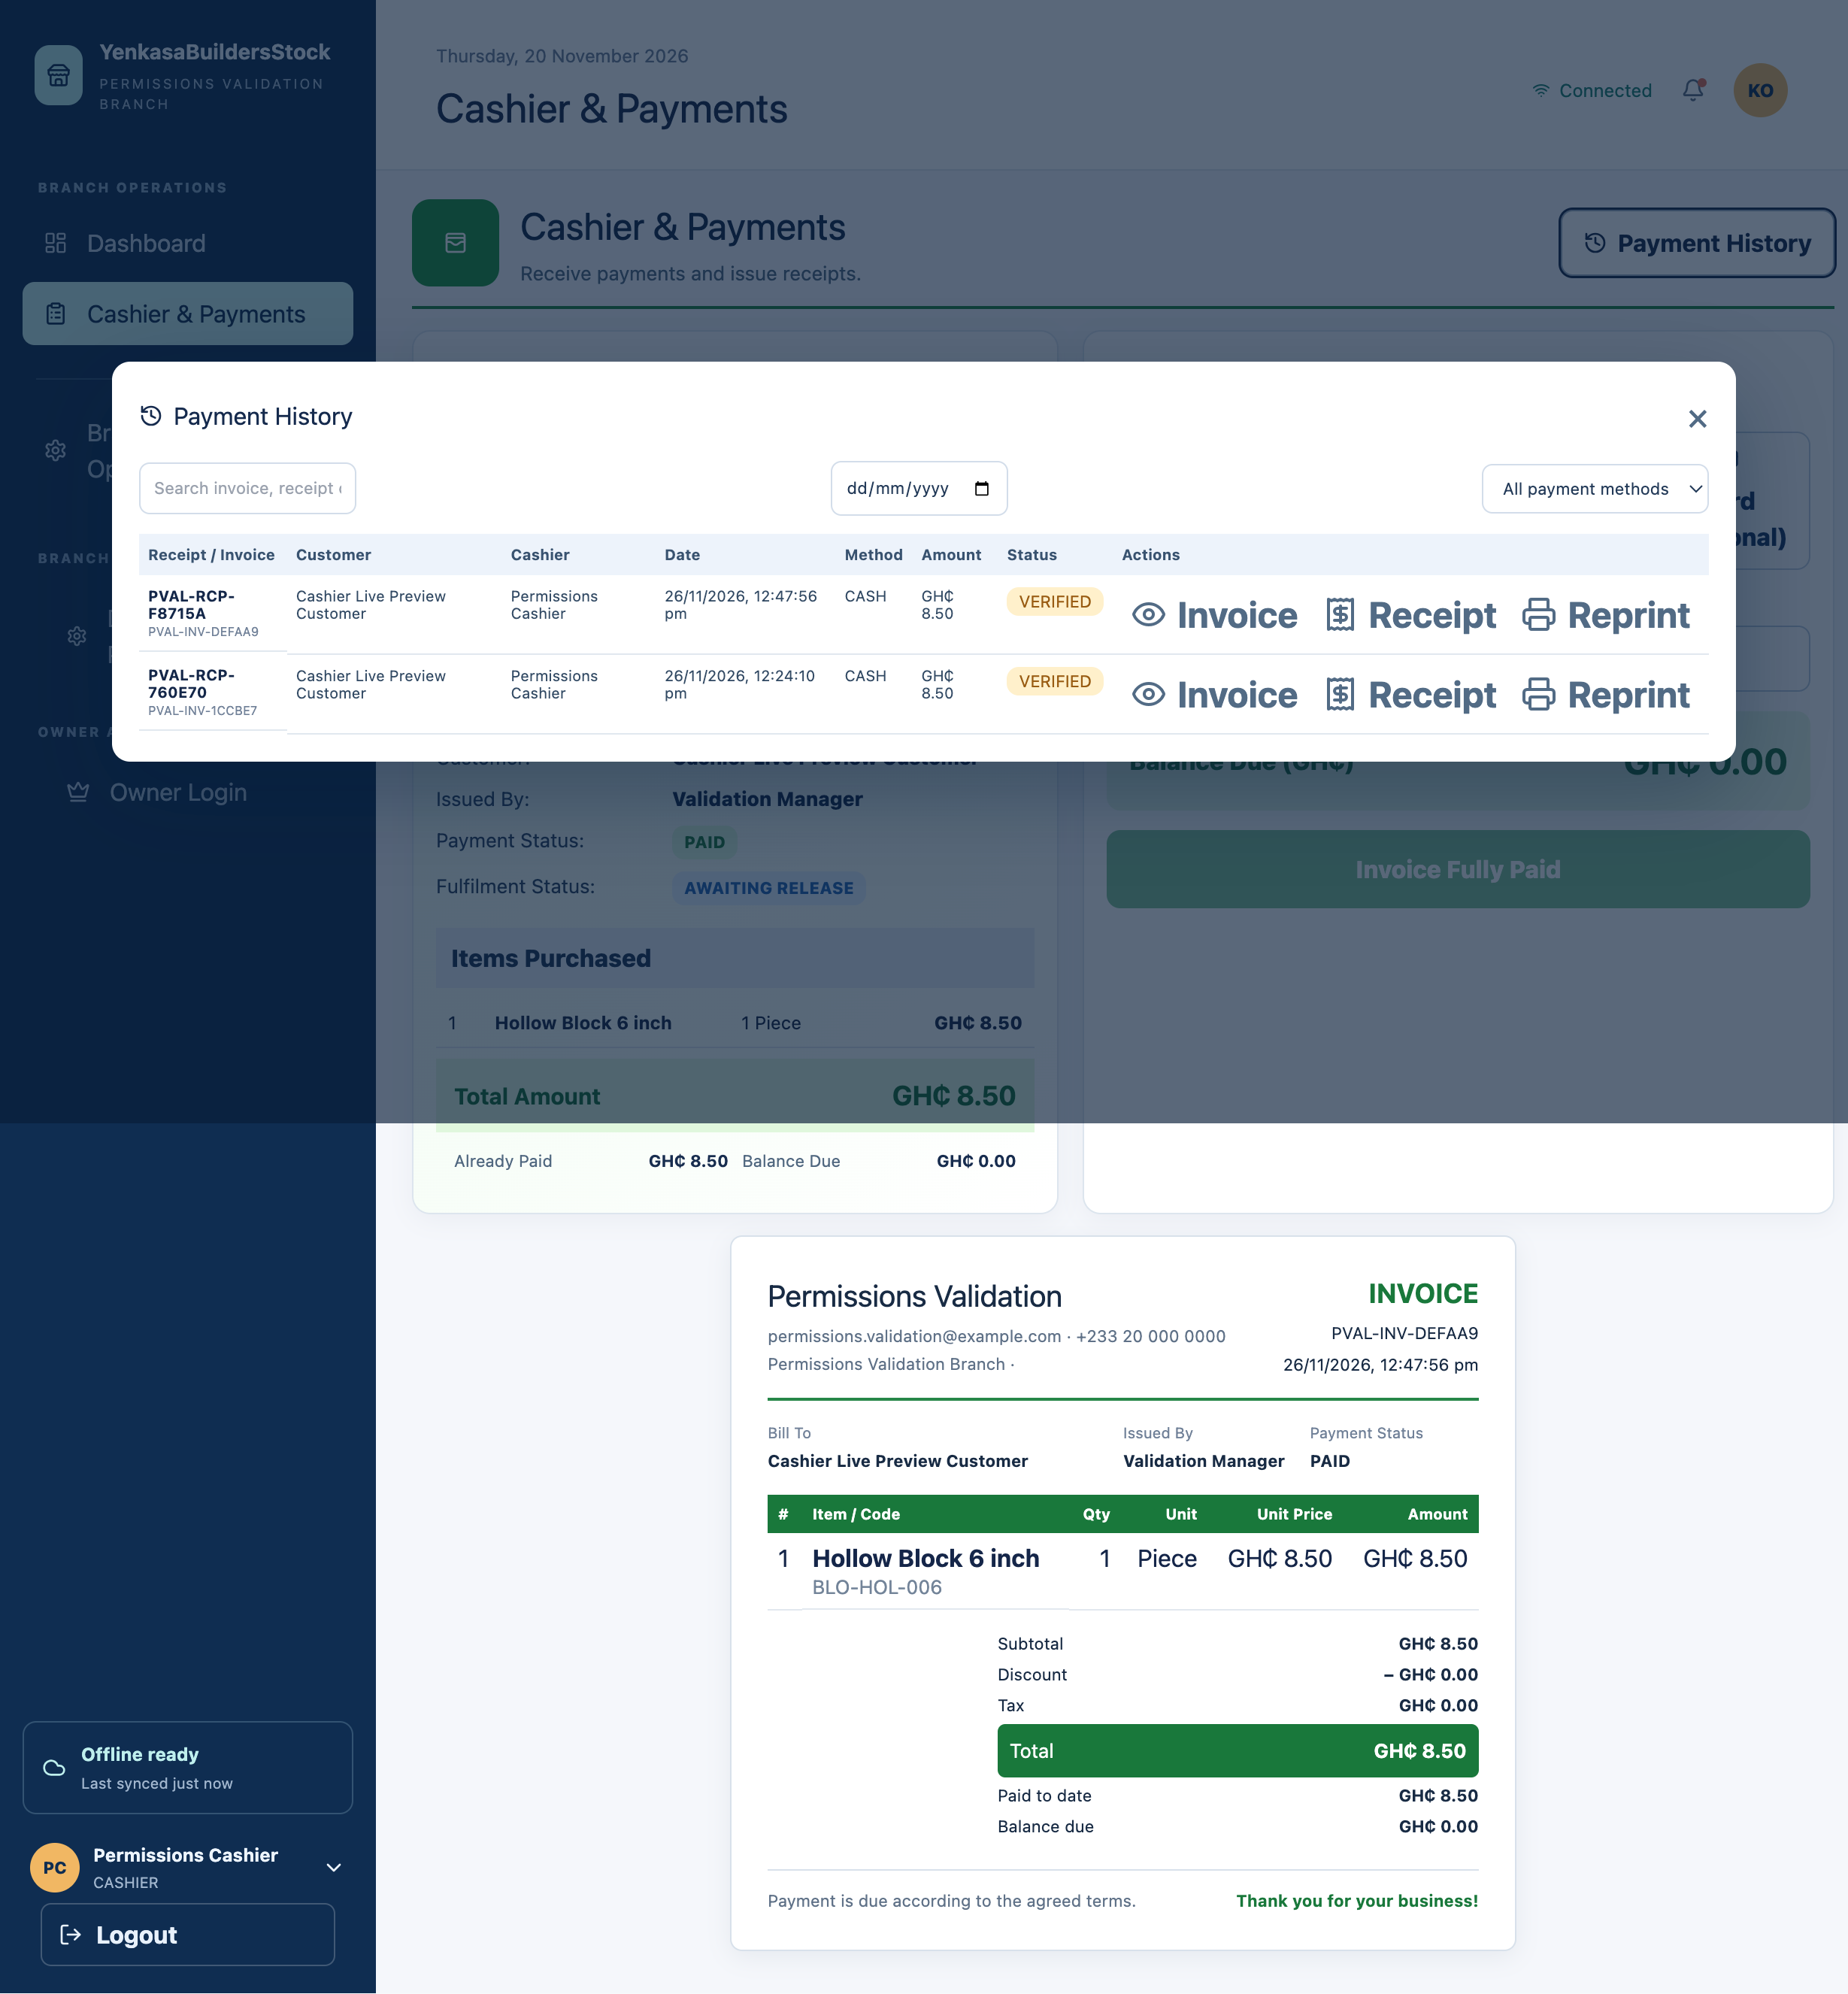 YenkasaBuildersStock
PERMISSIONS VALIDATION
BRANCH
BRANCH OPERATIONS
Dashboard
Cashier & Payments
BRANCH
OWNER
Owner Login
Offline ready
Last synced just now
PC
Permissions Cashier
CASHIER
Logout
Thursday, 20 November 2026
Cashier & Payments
Connected
KO
Cashier & Payments
Receive payments and issue receipts.
Payment History
Payment History
Search invoice, receipt
dd/mm/yyyy
All payment methods
Receipt / Invoice Customer Cashier Date Method Amount Status Actions
PVAL-RCP-F8715A
PVAL-INV-DEFAA9
Cashier Live Preview Customer
Permissions Cashier
26/11/2026, 12:47:56 pm
CASH
GH₵ 8.50
VERIFIED
Invoice Receipt Reprint
PVAL-RCP-760E70
PVAL-INV-1CCBE7
Cashier Live Preview Customer
Permissions Cashier
26/11/2026, 12:24:10 pm
CASH
GH₵ 8.50
VERIFIED
Invoice Receipt Reprint
Customer: Cashier Live Preview Customer
Issued By: Validation Manager
Payment Status: PAID
Fulfilment Status: AWAITING RELEASE
Items Purchased
1 Hollow Block 6 inch 1 Piece GH₵ 8.50
Total Amount GH₵ 8.50
Already Paid GH₵ 8.50 Balance Due GH₵ 0.00
Balance Due (GH₵) GH₵ 0.00
Invoice Fully Paid
Permissions Validation
permissions.validation@example.com · +233 20 000 0000
Permissions Validation Branch ·
INVOICE
PVAL-INV-DEFAA9
26/11/2026, 12:47:56 pm
Bill To
Cashier Live Preview Customer
Issued By
Validation Manager
Payment Status
PAID
# Item / Code Qty Unit Unit Price Amount
1 Hollow Block 6 inch 1 Piece GH₵ 8.50 GH₵ 8.50
BLO-HOL-006
Subtotal GH₵ 8.50
Discount – GH₵ 0.00
Tax GH₵ 0.00
Total GH₵ 8.50
Paid to date GH₵ 8.50
Balance due GH₵ 0.00
Payment is due according to the agreed terms.
Thank you for your business!